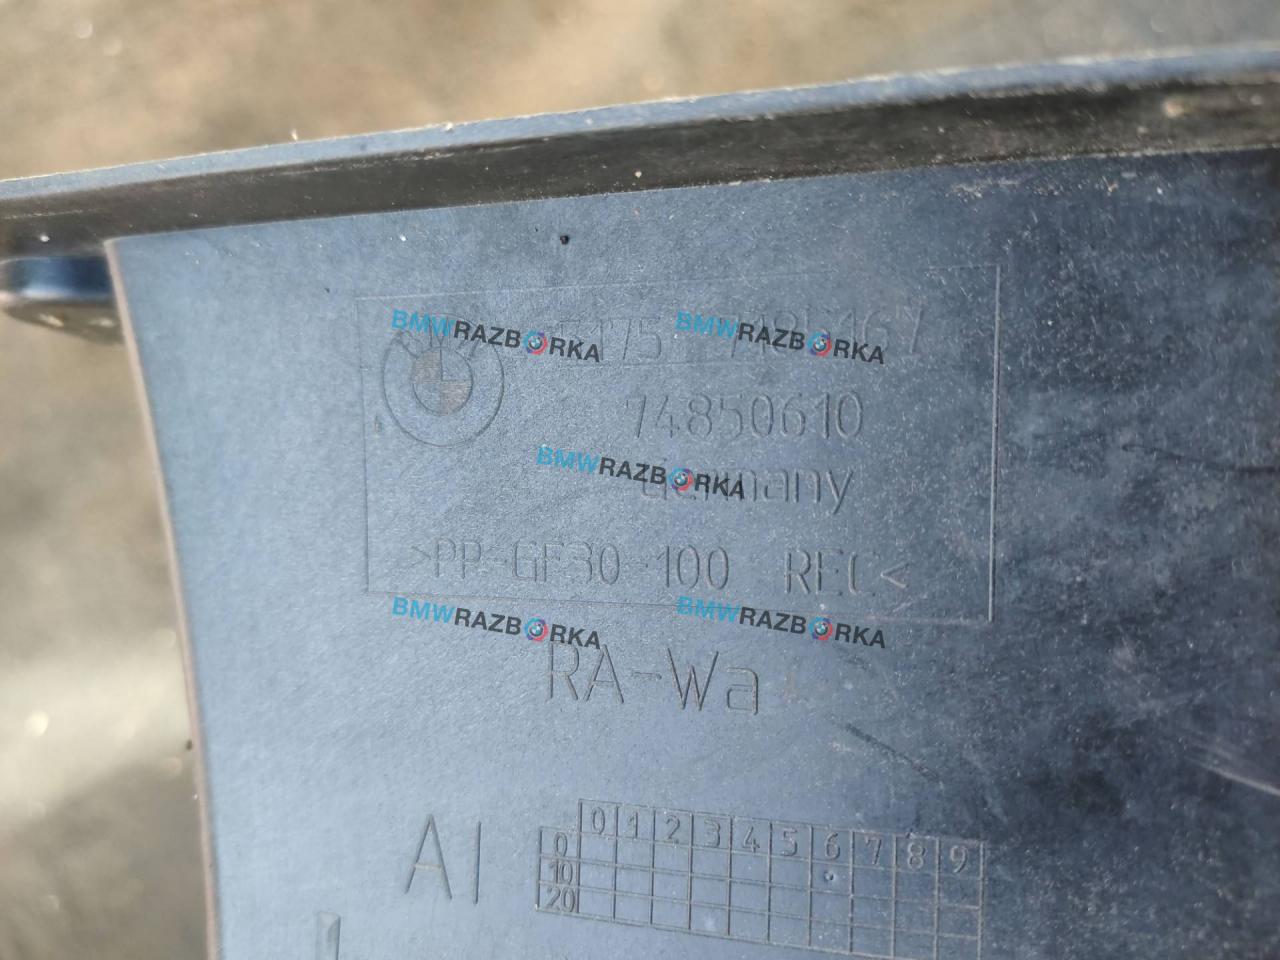 BMWRAZBORKA BMWRAZBORKA
74850610
BMWRAZBORKA
Germany
>PP-GF30-100 REC<
BMWRAZBORKA BMWRAZBORKA
RA-Wa
AI
0 1 2 3 4 5 6 7 8 9
0
10
20